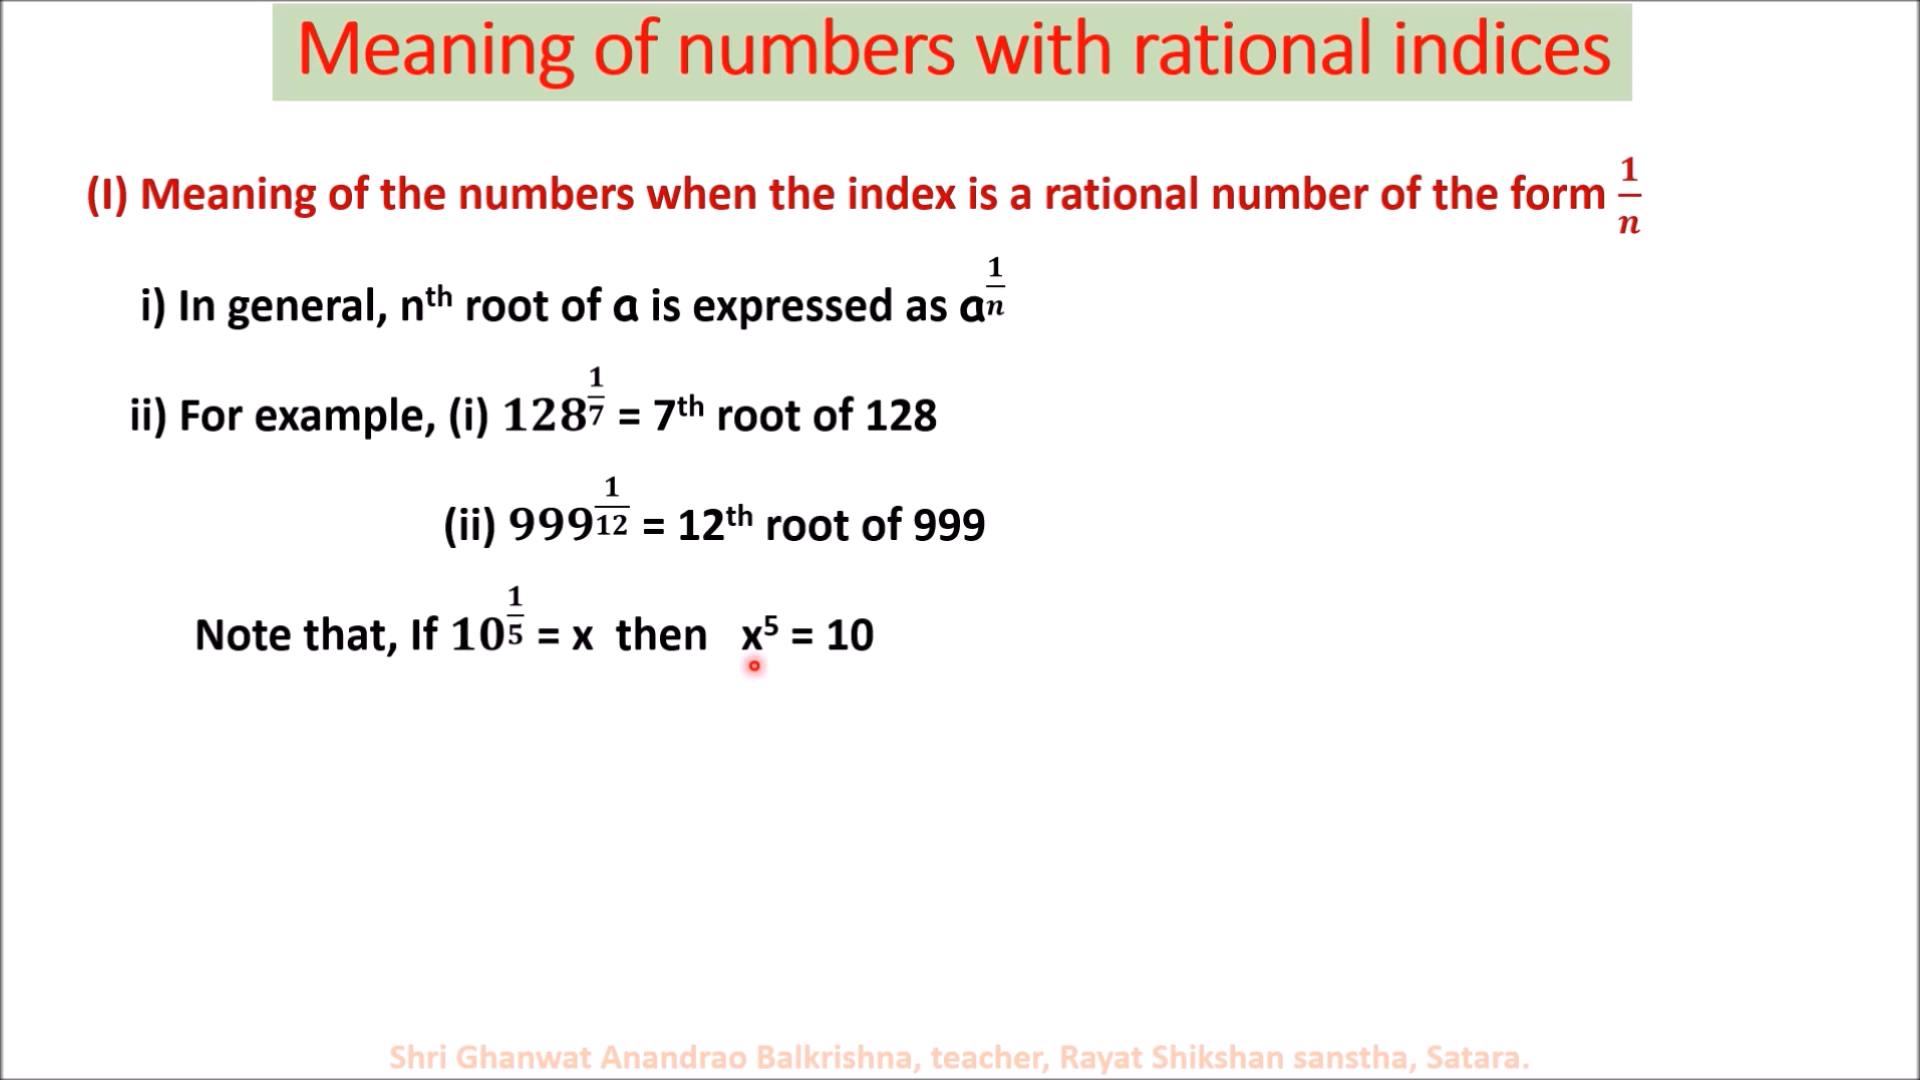 Meaning of numbers with rational indices
(I) Meaning of the numbers when the index is a rational number of the form 1/n
i) In general, nᵗʰ root of a is expressed as a^(1/n)
ii) For example, (i) 128^(1/7) = 7ᵗʰ root of 128
(ii) 999^(1/12) = 12ᵗʰ root of 999
Note that, If 10^(1/5) = x then x⁵ = 10
Shri Ghanwat Anandrao Balkrishna, teacher, Rayat Shikshan sanstha, Satara.